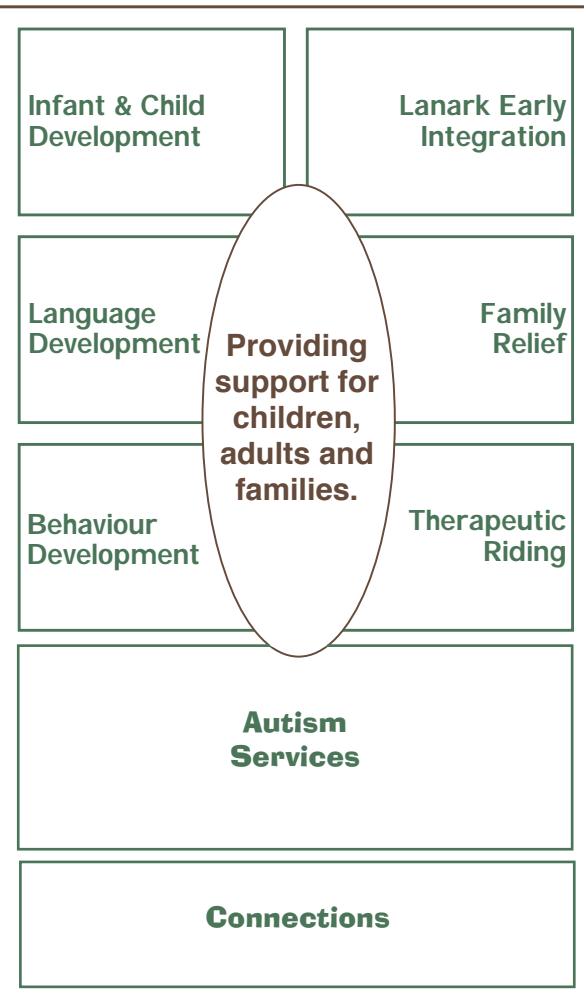 Infant & Child
Development
Lanark Early
Integration
Language
Development
Family
Relief
Providing
support for
children,
adults and
families.
Behaviour
Development
Therapeutic
Riding
Autism
Services
Connections